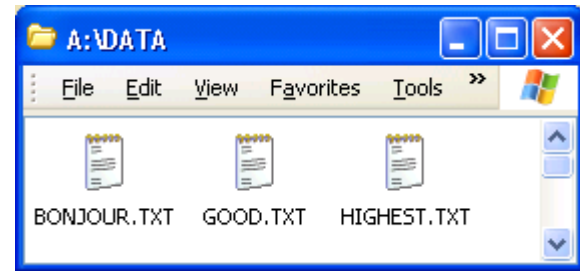 A:\DATA
File Edit View Favorites Tools »
BONJOUR.TXT GOOD.TXT HIGHEST.TXT